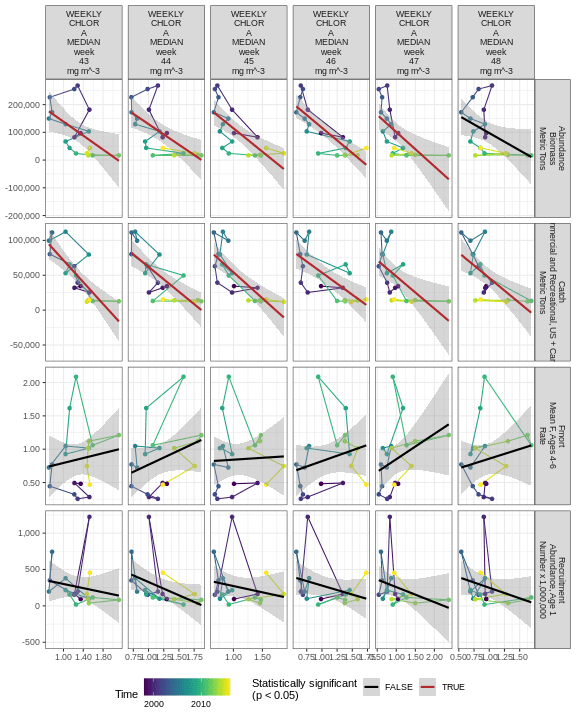 WEEKLY
CHLOR
A
MEDIAN
week
43
mg m^-3
WEEKLY
CHLOR
A
MEDIAN
week
44
mg m^-3
WEEKLY
CHLOR
A
MEDIAN
week
45
mg m^-3
WEEKLY
CHLOR
A
MEDIAN
week
46
mg m^-3
WEEKLY
CHLOR
A
MEDIAN
week
47
mg m^-3
WEEKLY
CHLOR
A
MEDIAN
week
48
mg m^-3
200,000
100,000
0
-100,000
-200,000
Abundance
Biomass
Metric Tons
100,000
50,000
0
-50,000
Catch
mercial and Recreational, US + Ca
Metric Tons
2.00
1.50
1.00
0.50
Fmort
Mean F, Ages 4-6
Rate
1,000
500
0
-500
Recruitment
Abundance, Age 1
Number x 1,000,000
1.00 1.40 1.80
0.75 1.00 1.25 1.50 1.75
1.00 1.50
0.75 1.00 1.25 1.50 1.75
0.50 1.00 1.50 2.00
0.50 0.75 1.00 1.25 1.50
Time
2000 2010
Statistically significant
(p < 0.05)
FALSE
TRUE